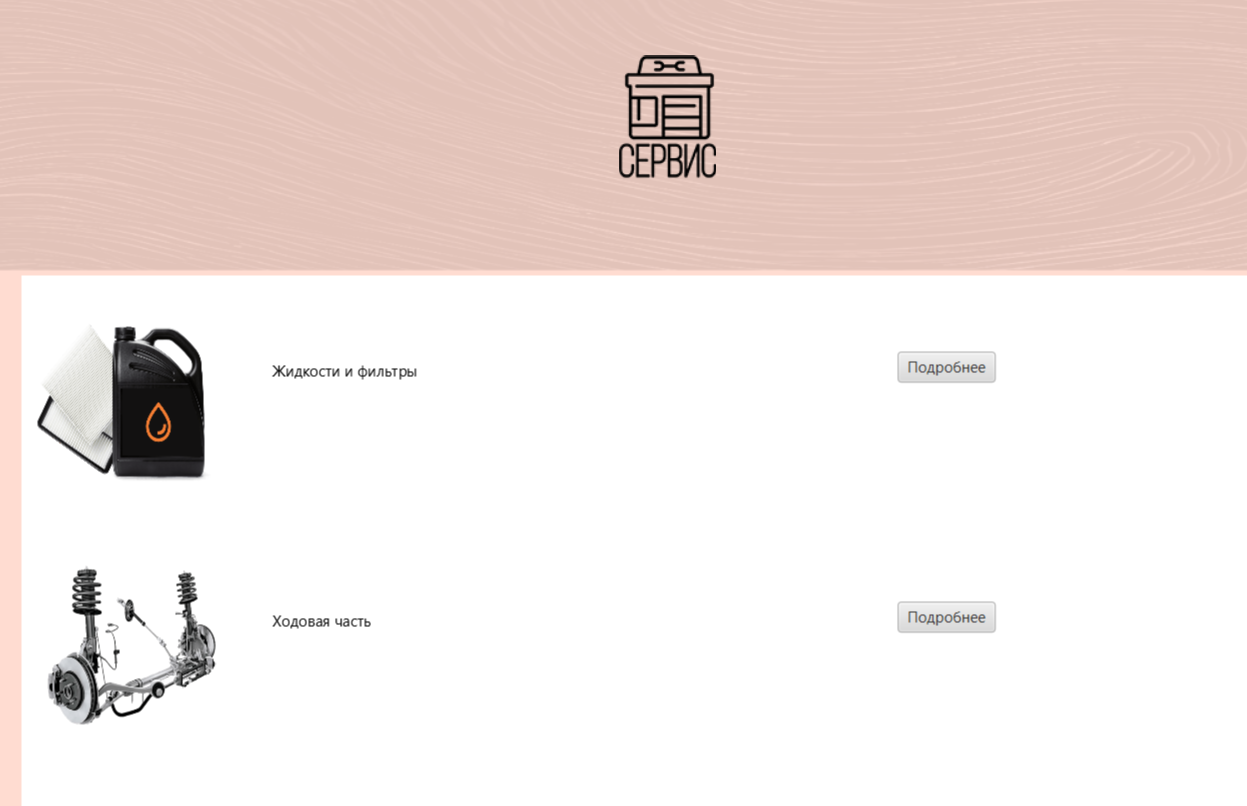 СЕРВИС
Жидкости и фильтры
Подробнее
Ходовая часть
Подробнее